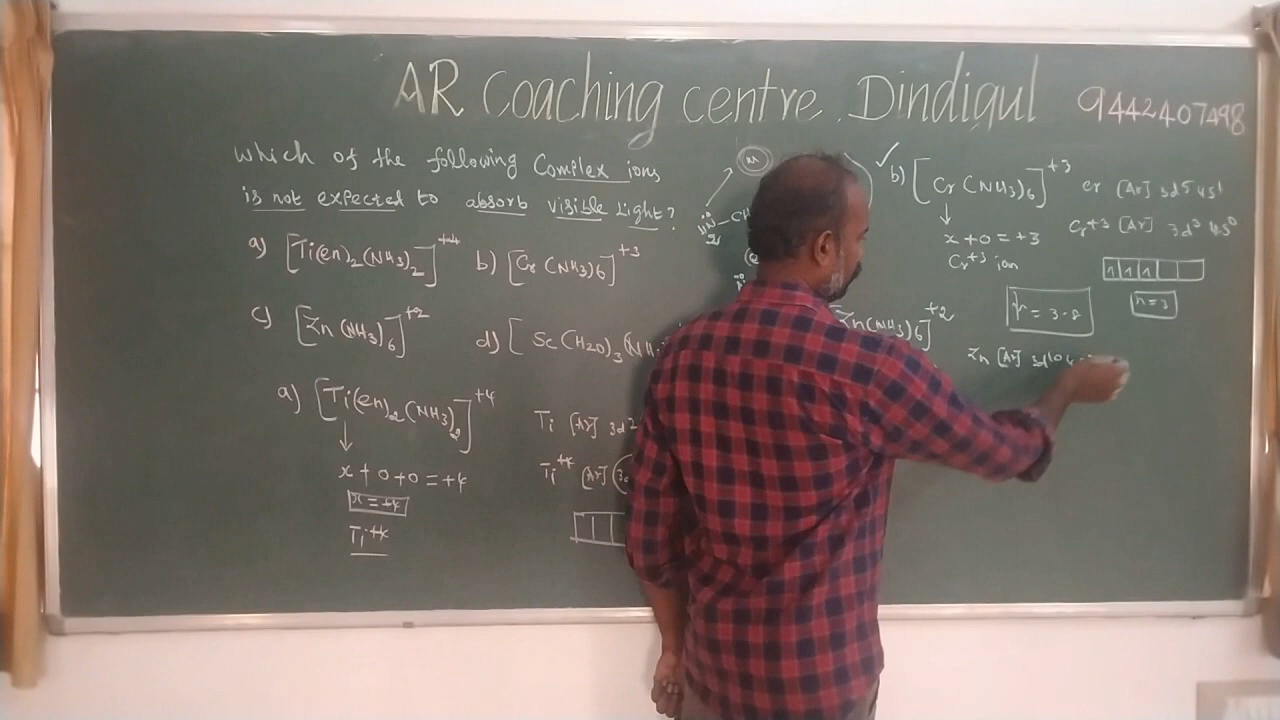 AR Coaching centre, Dindigul 9442407498
Which of the following Complex ions
is not expected to absorb visible Light?
a) [Ti(en)2(NH3)2]+4 b) [Cr(NH3)6]+3
c) [Zn(NH3)6]+2 d) [Sc(H2O)3(NH3
a) [Ti(en)2(NH3)2]+4
x+0+0=+4
x=+4
Ti+4
Ti [Ar] 3d2
Ti+4 [Ar]
✓b) [Cr(NH3)6]+3
x+0=+3
Cr+3 ion
Cr [Ar] 3d5 4s1
Cr+3 [Ar] 3d3 4s0
n=3
μ = 3.8
Zn(NH3)6]+2
Zn [Ar] 3d10 4